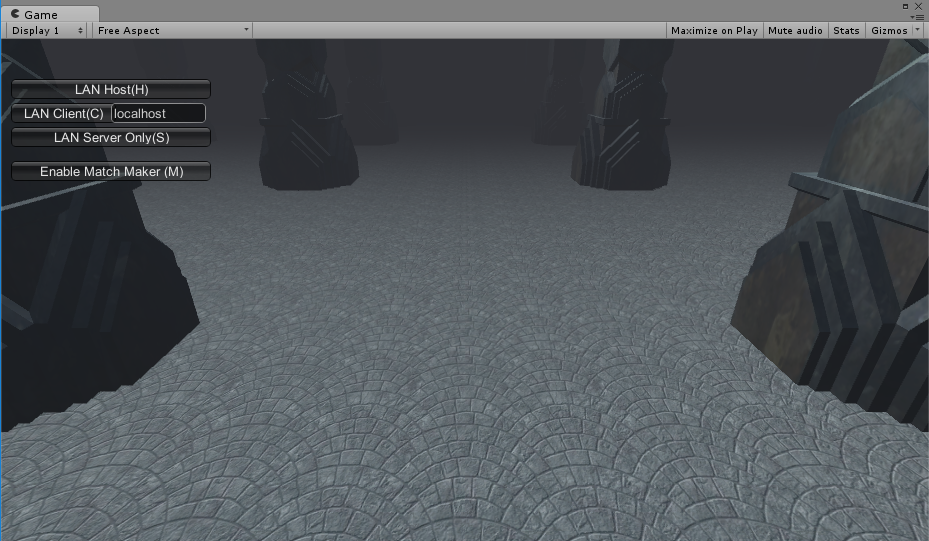 Game
Display 1 Free Aspect Maximize on Play Mute audio Stats Gizmos
LAN Host(H)
LAN Client(C) localhost
LAN Server Only(S)
Enable Match Maker (M)